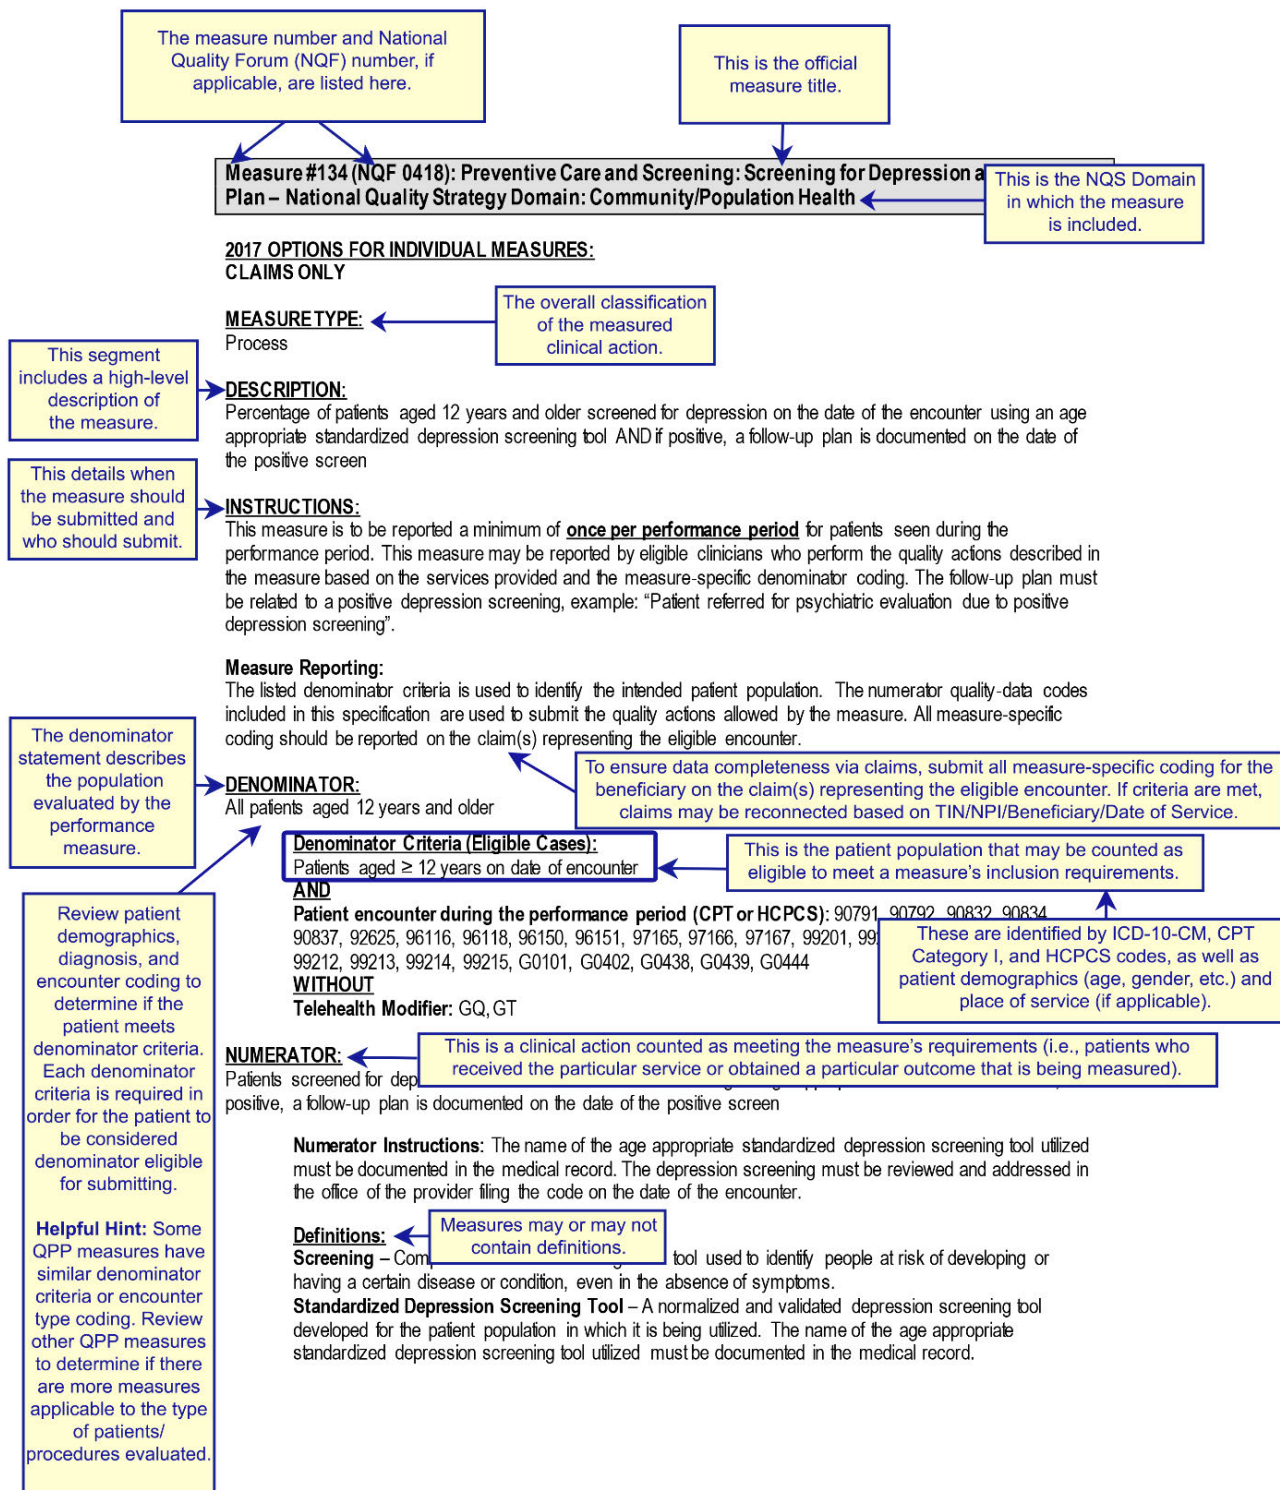 The measure number and National
Quality Forum (NQF) number, if
applicable, are listed here.
This is the official
measure title.
Measure #134 (NQF 0418): Preventive Care and Screening: Screening for Depression a
Plan – National Quality Strategy Domain: Community/Population Health
This is the NQS Domain
in which the measure
is included.
2017 OPTIONS FOR INDIVIDUAL MEASURES:
CLAIMS ONLY
MEASURE TYPE:
Process
The overall classification
of the measured
clinical action.
This segment
includes a high-level
description of
the measure.
DESCRIPTION:
Percentage of patients aged 12 years and older screened for depression on the date of the encounter using an age
appropriate standardized depression screening tool AND if positive, a follow-up plan is documented on the date of
the positive screen
This details when
the measure should
be submitted and
who should submit.
INSTRUCTIONS:
This measure is to be reported a minimum of once per performance period for patients seen during the
performance period. This measure may be reported by eligible clinicians who perform the quality actions described in
the measure based on the services provided and the measure-specific denominator coding. The follow-up plan must
be related to a positive depression screening, example: “Patient referred for psychiatric evaluation due to positive
depression screening”.
Measure Reporting:
The listed denominator criteria is used to identify the intended patient population. The numerator quality-data codes
included in this specification are used to submit the quality actions allowed by the measure. All measure-specific
coding should be reported on the claim(s) representing the eligible encounter.
The denominator
statement describes
the population
evaluated by the
performance
measure.
To ensure data completeness via claims, submit all measure-specific coding for the
beneficiary on the claim(s) representing the eligible encounter. If criteria are met,
claims may be reconnected based on TIN/NPI/Beneficiary/Date of Service.
DENOMINATOR:
All patients aged 12 years and older
Denominator Criteria (Eligible Cases):
Patients aged ≥ 12 years on date of encounter
This is the patient population that may be counted as
eligible to meet a measure’s inclusion requirements.
AND
Patient encounter during the performance period (CPT or HCPCS): 90791, 90792, 90832, 90834,
90837, 92625, 96116, 96118, 96150, 96151, 97165, 97166, 97167, 99201,
99212, 99213, 99214, 99215, G0101, G0402, G0438, G0439, G0444
WITHOUT
Telehealth Modifier: GQ, GT
These are identified by ICD-10-CM, CPT
Category I, and HCPCS codes, as well as
patient demographics (age, gender, etc.) and
place of service (if applicable).
Review patient
demographics,
diagnosis, and
encounter coding to
determine if the
patient meets
denominator criteria.
Each denominator
criteria is required in
order for the patient to
be considered
denominator eligible
for submitting.
Helpful Hint: Some
QPP measures have
similar denominator
criteria or encounter
type coding. Review
other QPP measures
to determine if there
are more measures
applicable to the type
of patients/
procedures evaluated.
NUMERATOR:
This is a clinical action counted as meeting the measure’s requirements (i.e., patients who
received the particular service or obtained a particular outcome that is being measured).
Patients screened for dep
positive, a follow-up plan is documented on the date of the positive screen
Numerator Instructions: The name of the age appropriate standardized depression screening tool utilized
must be documented in the medical record. The depression screening must be reviewed and addressed in
the office of the provider filing the code on the date of the encounter.
Definitions:
Measures may or may not
contain definitions.
Screening – Com tool used to identify people at risk of developing or
having a certain disease or condition, even in the absence of symptoms.
Standardized Depression Screening Tool – A normalized and validated depression screening tool
developed for the patient population in which it is being utilized. The name of the age appropriate
standardized depression screening tool utilized must be documented in the medical record.